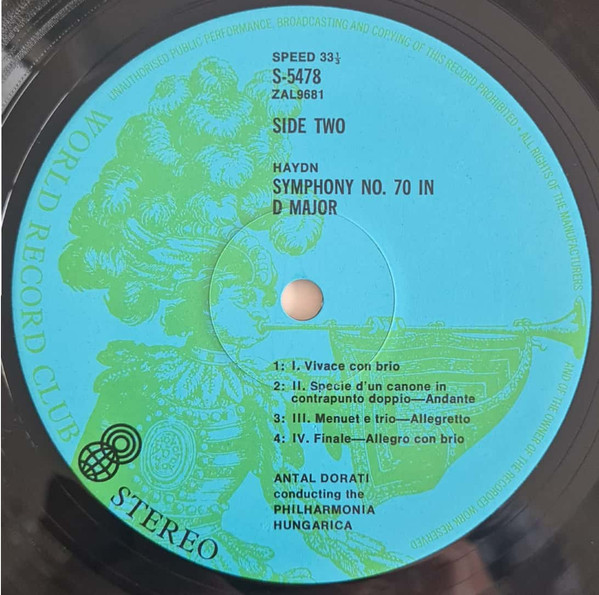 UNAUTHORISED PUBLIC PERFORMANCE, BROADCASTING AND COPYING OF THIS RECORD PROHIBITED • ALL RIGHTS OF THE MANUFACTURERS AND OF THE OWNER OF THE RECORDED WORK RESERVED
WORLD RECORD CLUB
SPEED 33⅓
S-5478
ZAL9681
SIDE TWO
HAYDN
SYMPHONY NO. 70 IN
D MAJOR
1: I. Vivace con brio
2: II. Specie d'un canone in
contrapunto doppio—Andante
3: III. Menuet e trio—Allegretto
4: IV. Finale—Allegro con brio
ANTAL DORATI
conducting the
PHILHARMONIA
HUNGARICA
STEREO